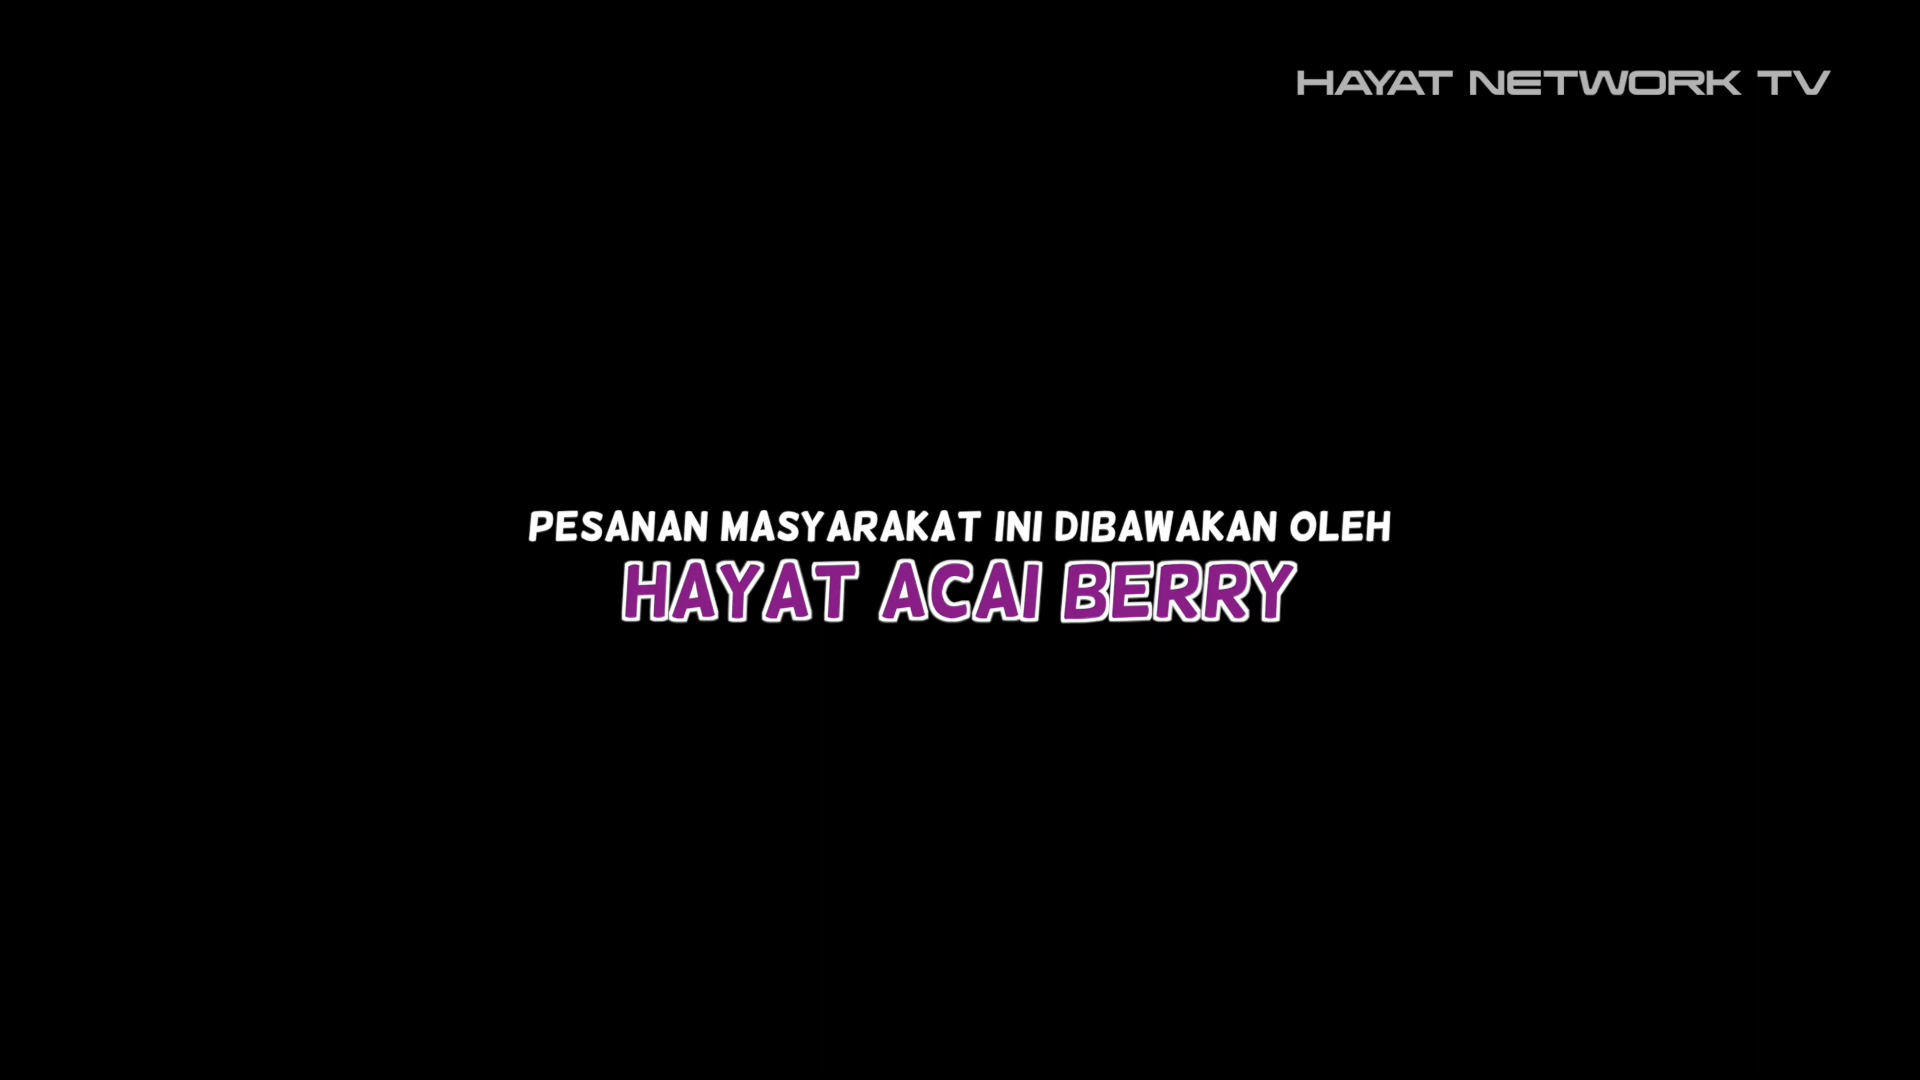 HAYAT NETWORK TV
PESANAN MASYARAKAT INI DIBAWAKAN OLEH
HAYAT ACAI BERRY